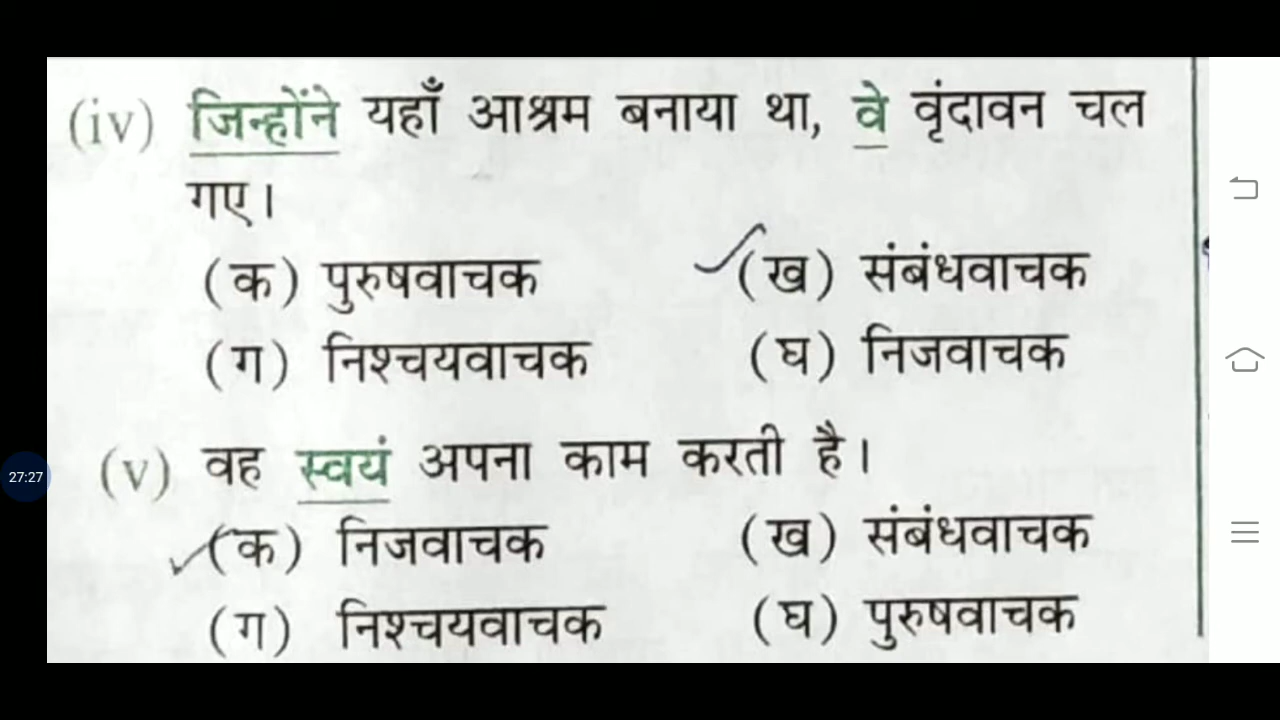 (iv) जिन्होंने यहाँ आश्रम बनाया था, वे वृंदावन चल
गए।
(क) पुरुषवाचक (ख) संबंधवाचक
(ग) निश्चयवाचक (घ) निजवाचक
(v) वह स्वयं अपना काम करती है।
27:27
(क) निजवाचक (ख) संबंधवाचक
(ग) निश्चयवाचक (घ) पुरुषवाचक